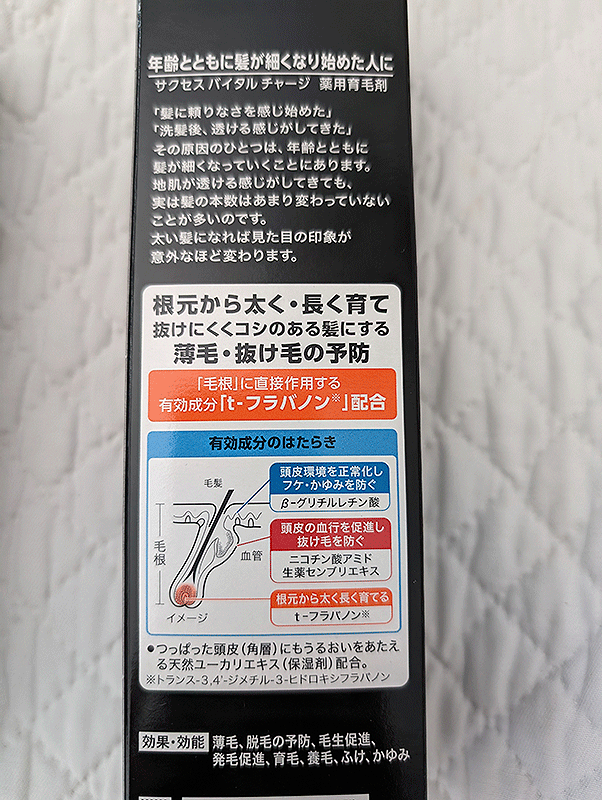 年齢とともに髪が細くなり始めた人に
サクセス バイタル チャージ 薬用育毛剤
「髪に頼りなさを感じ始めた」
「洗髪後、透ける感じがしてきた」
その原因のひとつは、年齢とともに
髪が細くなっていくことにあります。
地肌が透ける感じがしてきても、
実は髪の本数はあまり変わっていない
ことが多いのです。
太い髪になれば見た目の印象が
意外なほど変わります。
根元から太く・長く育て
抜けにくくコシのある髪にする
薄毛・抜け毛の予防
「毛根」に直接作用する
有効成分「t-フラバノン※」配合
有効成分のはたらき
毛髪
毛根
血管
イメージ
頭皮環境を正常化し
フケ・かゆみを防ぐ
β-グリチルレチン酸
頭皮の血行を促進し
抜け毛を防ぐ
ニコチン酸アミド
生薬センブリエキス
根元から太く長く育てる
t-フラバノン※
●つっぱった頭皮(角層)にもうるおいをあたえ
る天然ユーカリエキス(保湿剤)配合。
※トランス-3,4'-ジメチル-3-ヒドロキシフラバノン
効果・効能 薄毛、脱毛の予防、毛生促進、
発毛促進、育毛、養毛、ふけ、かゆみ